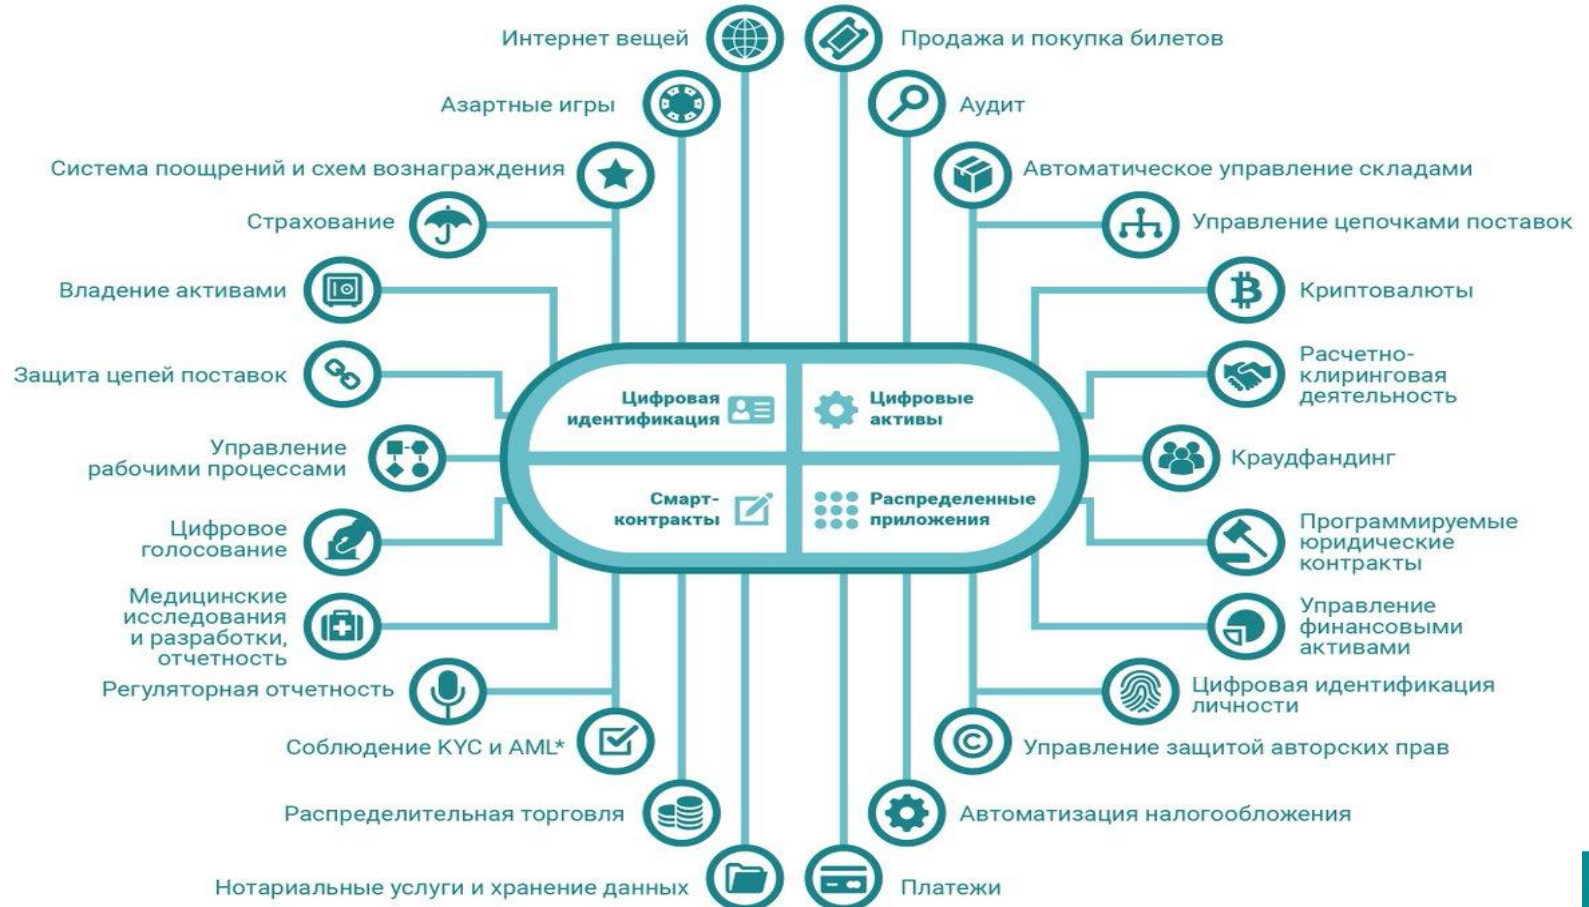 Интернет вещей
Продажа и покупка билетов
Азартные игры
Аудит
Система поощрений и схем вознаграждения
Автоматическое управление складами
Страхование
Управление цепочками поставок
Владение активами
Криптовалюты
Защита цепей поставок
Расчетно-
клиринговая
деятельность
Цифровая
идентификация
Цифровые
активы
Управление
рабочими процессами
Краудфандинг
Смарт-
контракты
Распределенные
приложения
Цифровое
голосование
Программируемые
юридические
контракты
Медицинские
исследования
и разработки,
отчетность
Управление
финансовыми
активами
Регуляторная отчетность
Цифровая идентификация
личности
Соблюдение KYC и AML*
Управление защитой авторских прав
Распределительная торговля
Автоматизация налогообложения
Нотариальные услуги и хранение данных
Платежи